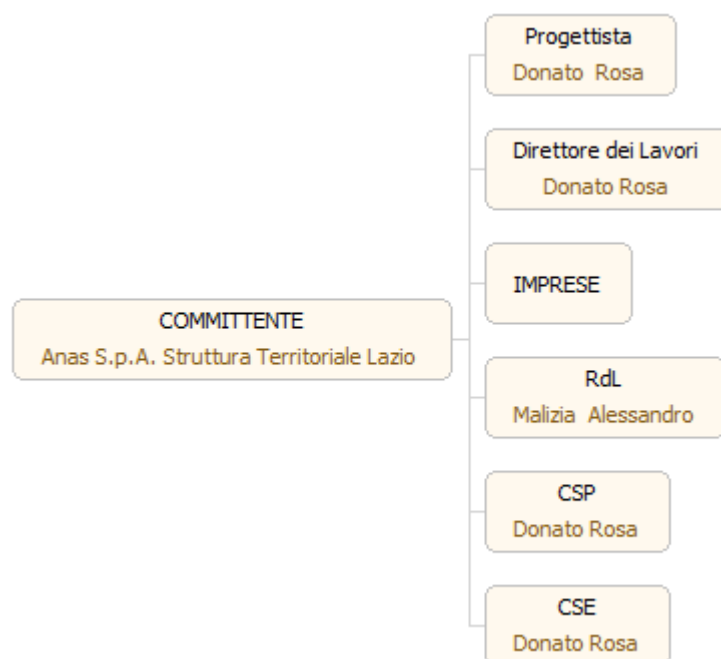 Progettista
Donato Rosa
Direttore dei Lavori
Donato Rosa
IMPRESE
COMMITTENTE
Anas S.p.A. Struttura Territoriale Lazio
RdL
Malizia Alessandro
CSP
Donato Rosa
CSE
Donato Rosa